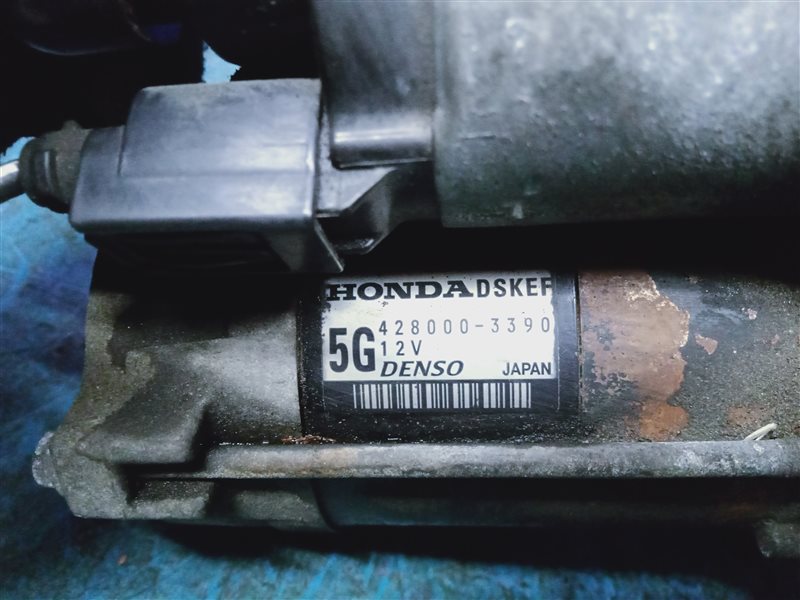 HONDA DSKEF
5G 428000-3390
12V
DENSO JAPAN